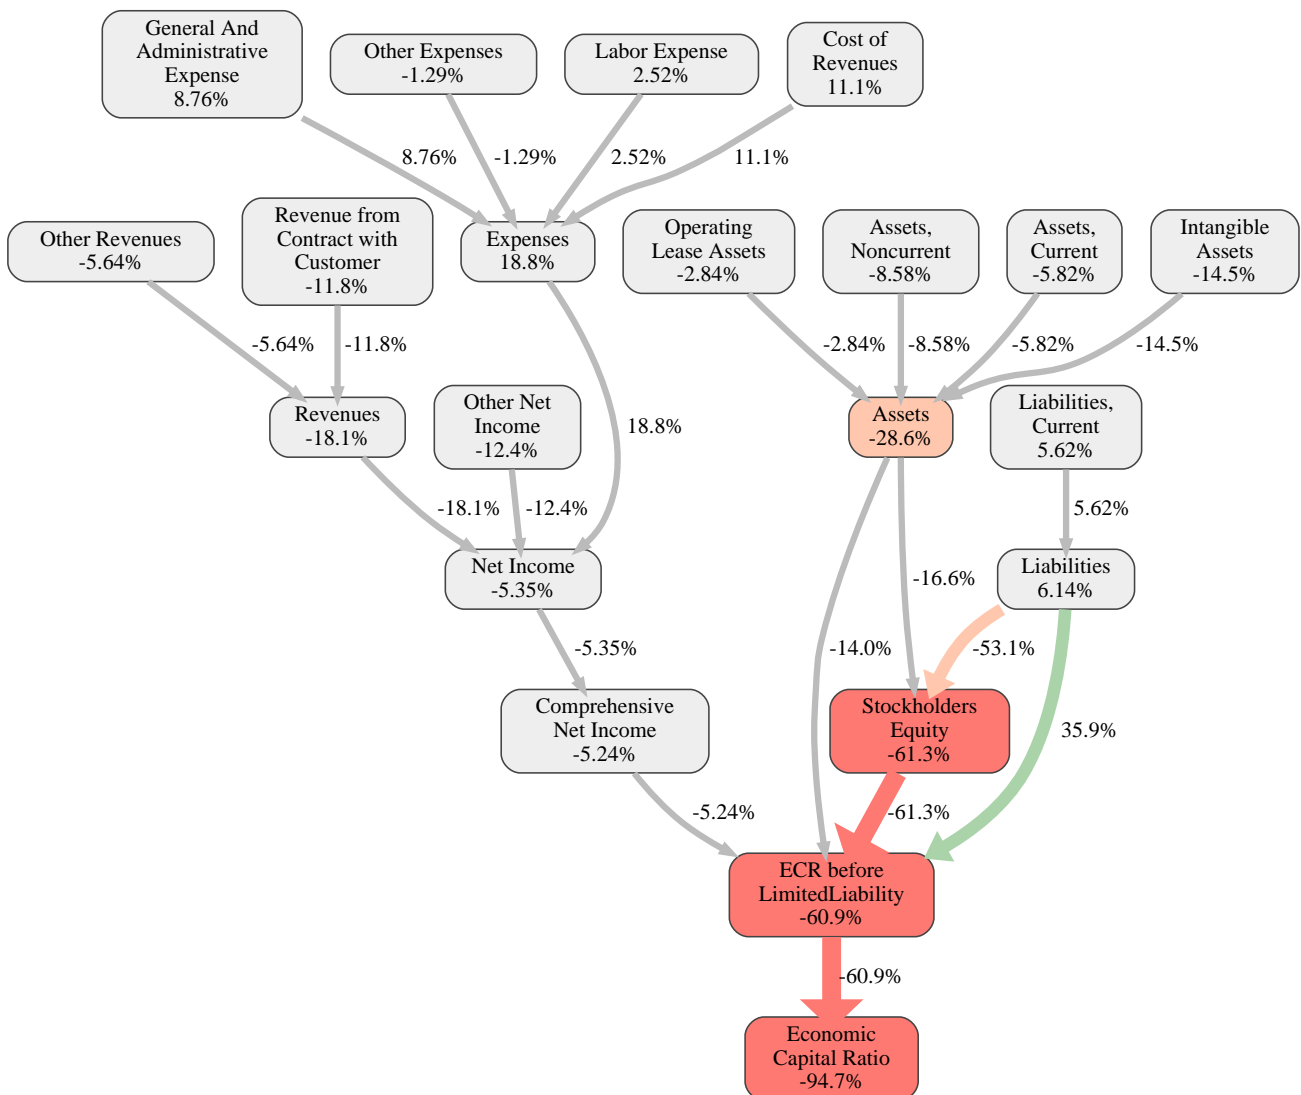 General And
Administrative
Expense
8.76%
Other Expenses
-1.29%
Labor Expense
2.52%
Cost of
Revenues
11.1%
8.76%
-1.29%
2.52%
11.1%
Other Revenues
-5.64%
Revenue from
Contract with
Customer
-11.8%
Expenses
18.8%
Operating
Lease Assets
-2.84%
Assets,
Noncurrent
-8.58%
Assets,
Current
-5.82%
Intangible
Assets
-14.5%
-5.64%
-11.8%
-2.84%
-8.58%
-5.82%
-14.5%
Revenues
-18.1%
Other Net
Income
-12.4%
18.8%
Assets
-28.6%
Liabilities,
Current
5.62%
-18.1%
-12.4%
5.62%
Net Income
-5.35%
-16.6%
Liabilities
6.14%
-5.35%
-14.0%
-53.1%
Comprehensive
Net Income
-5.24%
Stockholders
Equity
-61.3%
35.9%
-5.24%
-61.3%
ECR before
LimitedLiability
-60.9%
-60.9%
Economic
Capital Ratio
-94.7%